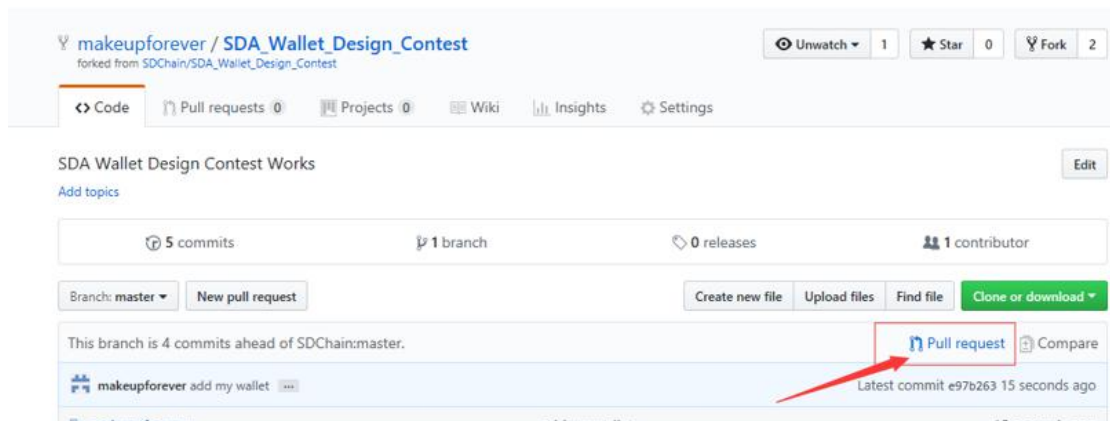 makeupforever / SDA_Wallet_Design_Contest
Unwatch 1 Star 0 Fork 2
forked from SDChain/SDA_Wallet_Design_Contest
Code Pull requests 0 Projects 0 Wiki Insights Settings
SDA Wallet Design Contest Works
Edit
Add topics
5 commits 1 branch 0 releases 1 contributor
Branch: master New pull request Create new file Upload files Find file Clone or download
This branch is 4 commits ahead of SDChain:master. Pull request Compare
makeupforever add my wallet ... Latest commit e97b263 15 seconds ago